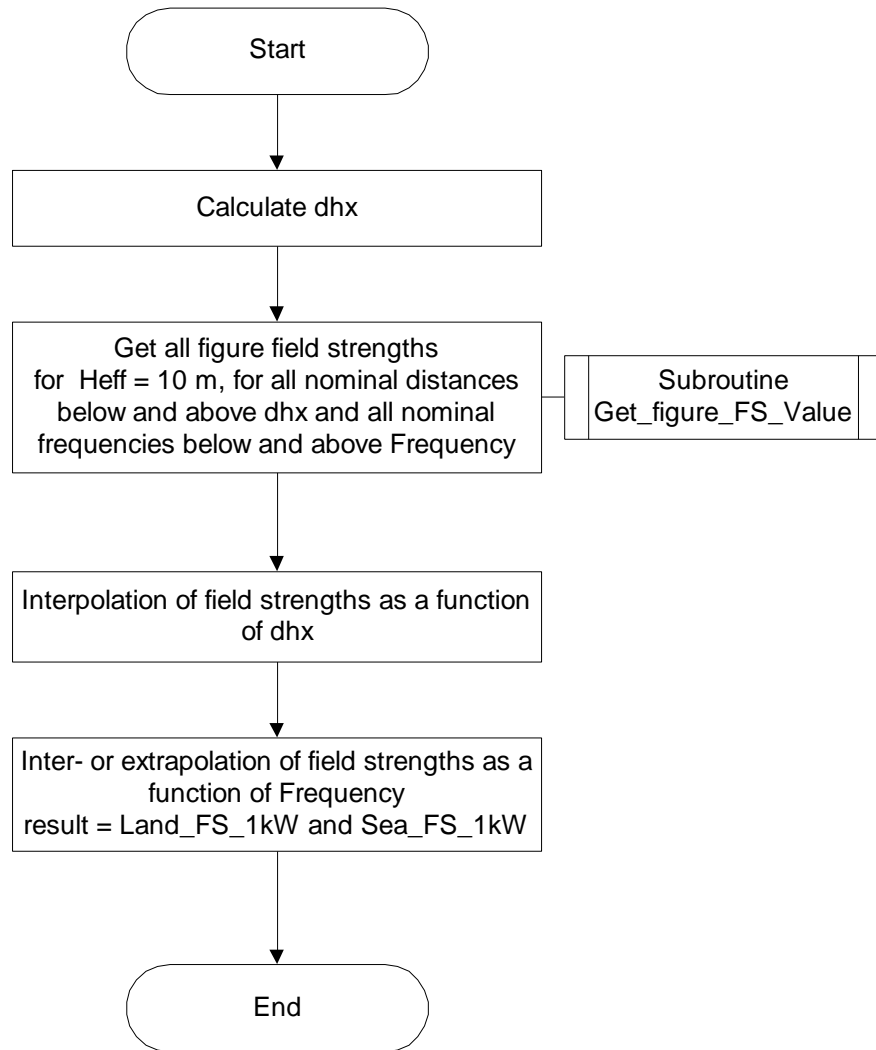 Start
Calculate dhx
Get all figure field strengths
for Heff = 10 m, for all nominal distances
below and above dhx and all nominal
frequencies below and above Frequency
Subroutine
Get_figure_FS_Value
Interpolation of field strengths as a function
of dhx
Inter- or extrapolation of field strengths as a
function of Frequency
result = Land_FS_1kW and Sea_FS_1kW
End